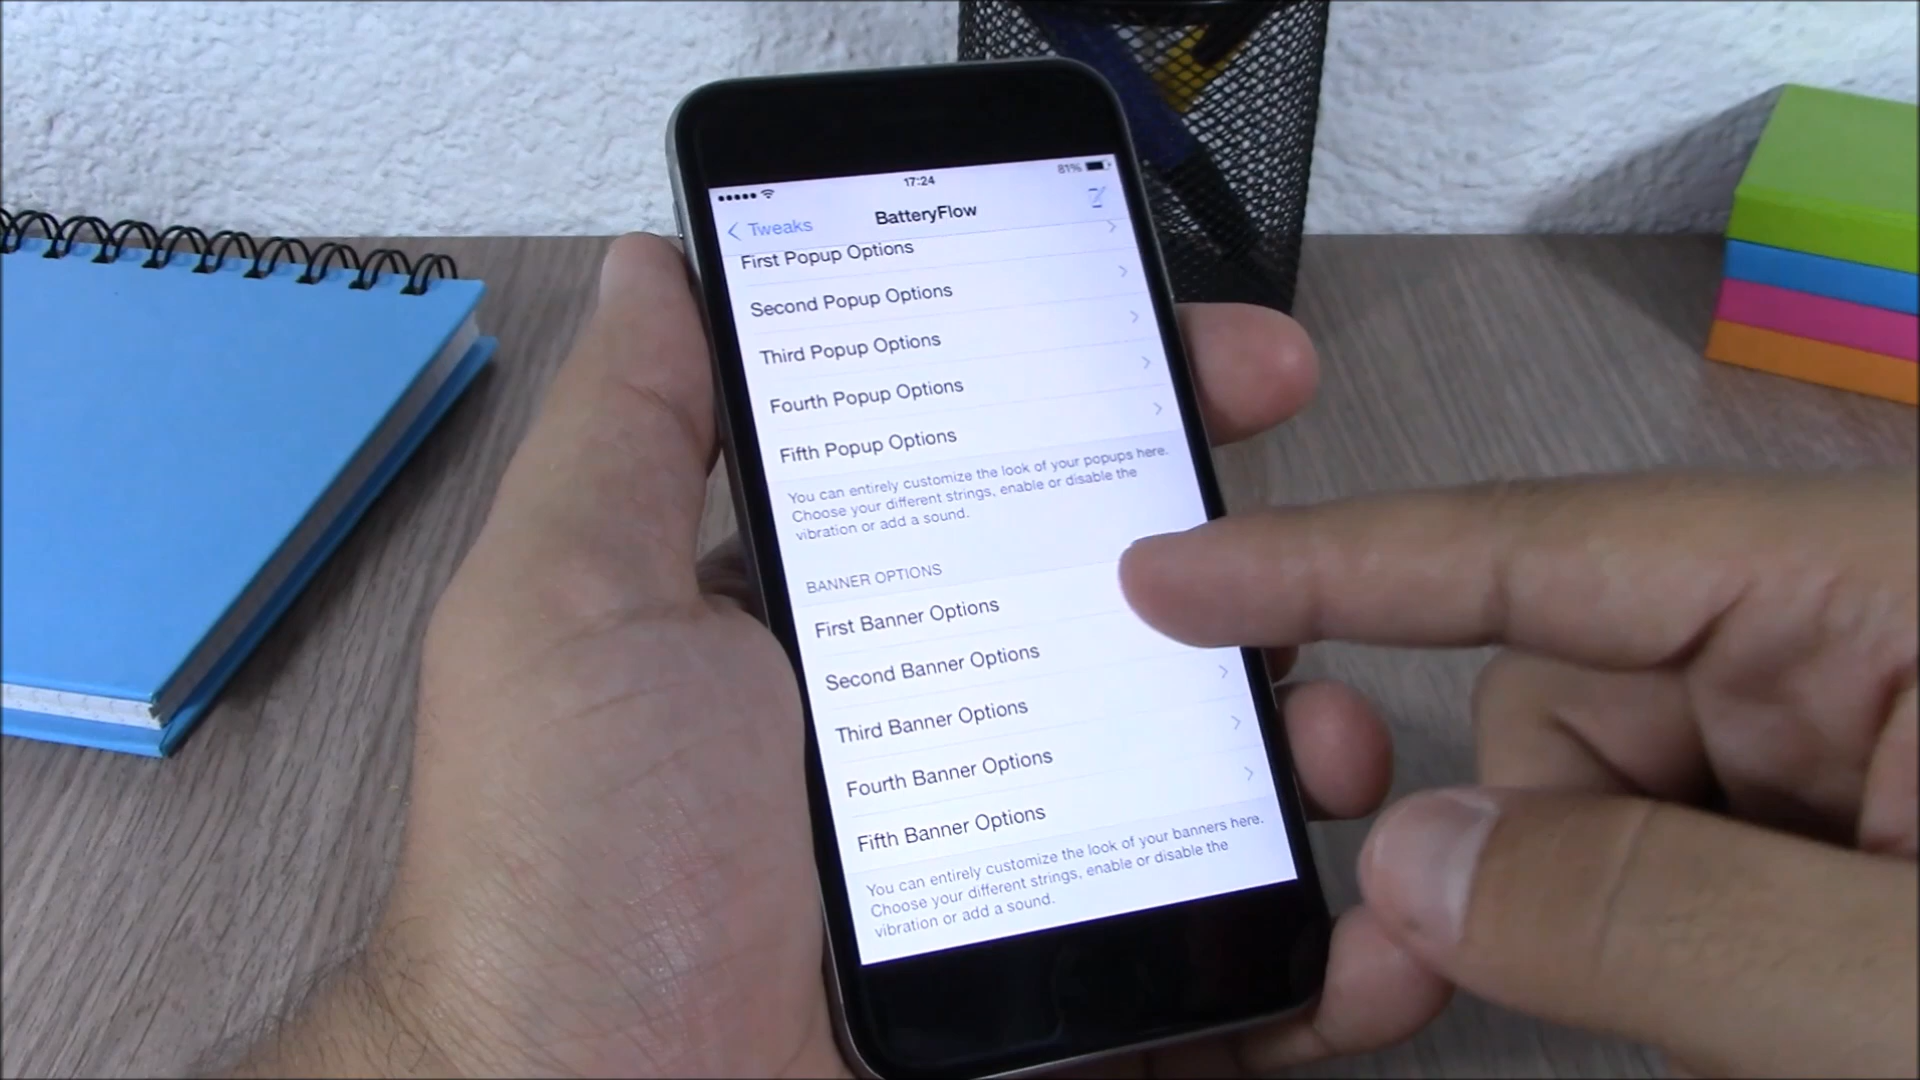 17:24
81%
Tweaks
BatteryFlow
First Popup Options
Second Popup Options
Third Popup Options
Fourth Popup Options
Fifth Popup Options
You can entirely customize the look of your popups here.
Choose your different strings, enable or disable the
vibration or add a sound.
BANNER OPTIONS
First Banner Options
Second Banner Options
Third Banner Options
Fourth Banner Options
Fifth Banner Options
You can entirely customize the look of your banners here.
Choose your different strings, enable or disable the
vibration or add a sound.